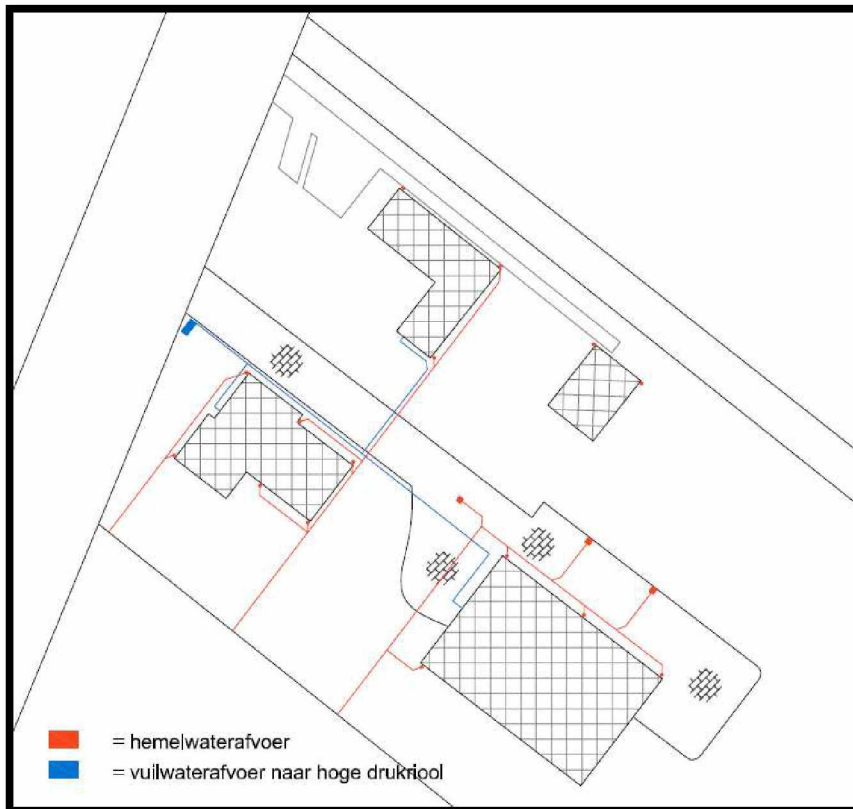 = hemelwaterafvoer
= vuilwaterafvoer naar hoge drukriool